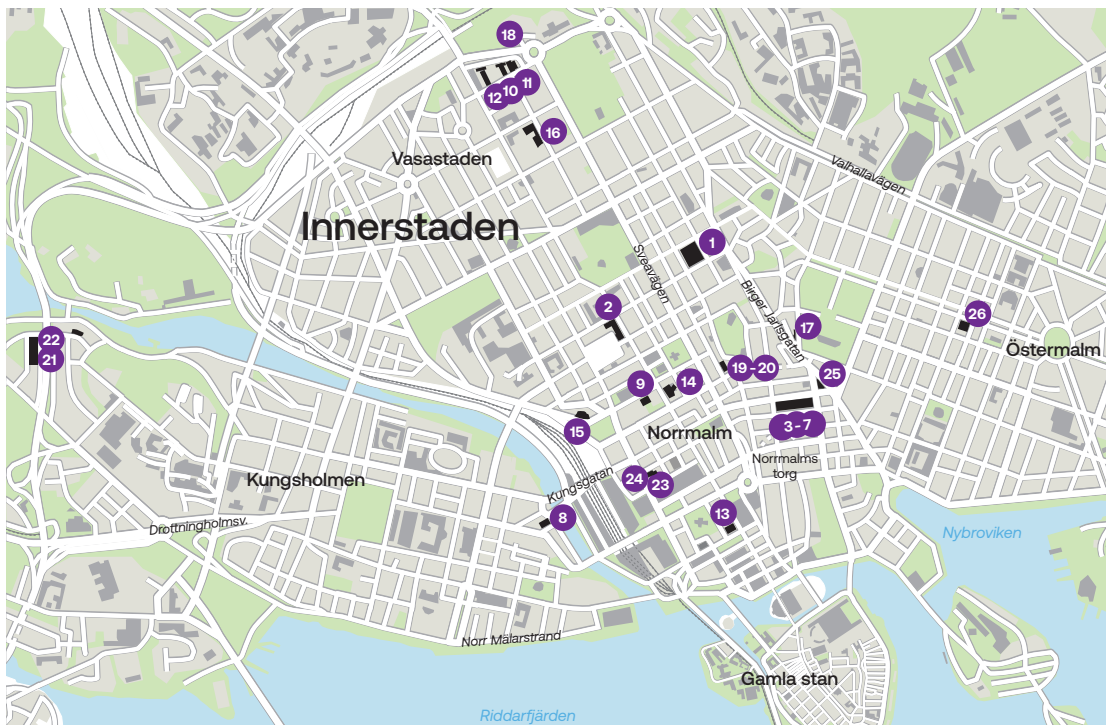 18
12
10
11
16
Vasastaden
Valhallavägen
Innerstaden
1
Sveavägen
Birger Jarlsgatan
2
17
26
Östermalm
22
21
19-20
25
9
14
3-7
15
Norrmalm
Norrmalms
torg
Kungsholmen
Kungsgatan
24
23
8
13
Drottningholmsv.
Nybroviken
Norr Mälarstrand
Gamla stan
Riddarfjärden